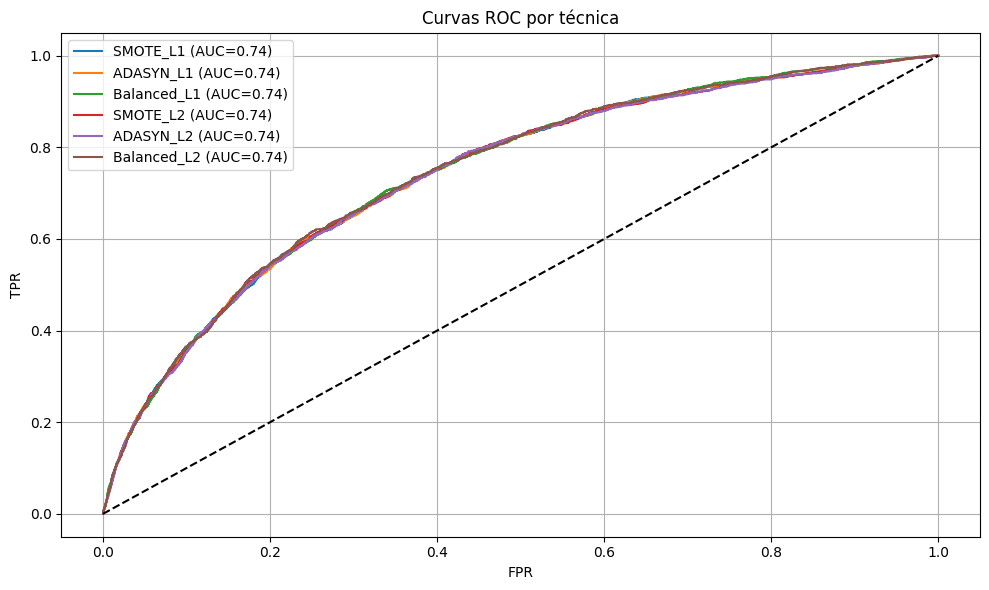 Curvas ROC por técnica
SMOTE_L1 (AUC=0.74)
ADASYN_L1 (AUC=0.74)
Balanced_L1 (AUC=0.74)
SMOTE_L2 (AUC=0.74)
ADASYN_L2 (AUC=0.74)
Balanced_L2 (AUC=0.74)
TPR
1.0
0.8
0.6
0.4
0.2
0.0
0.0 0.2 0.4 0.6 0.8 1.0
FPR